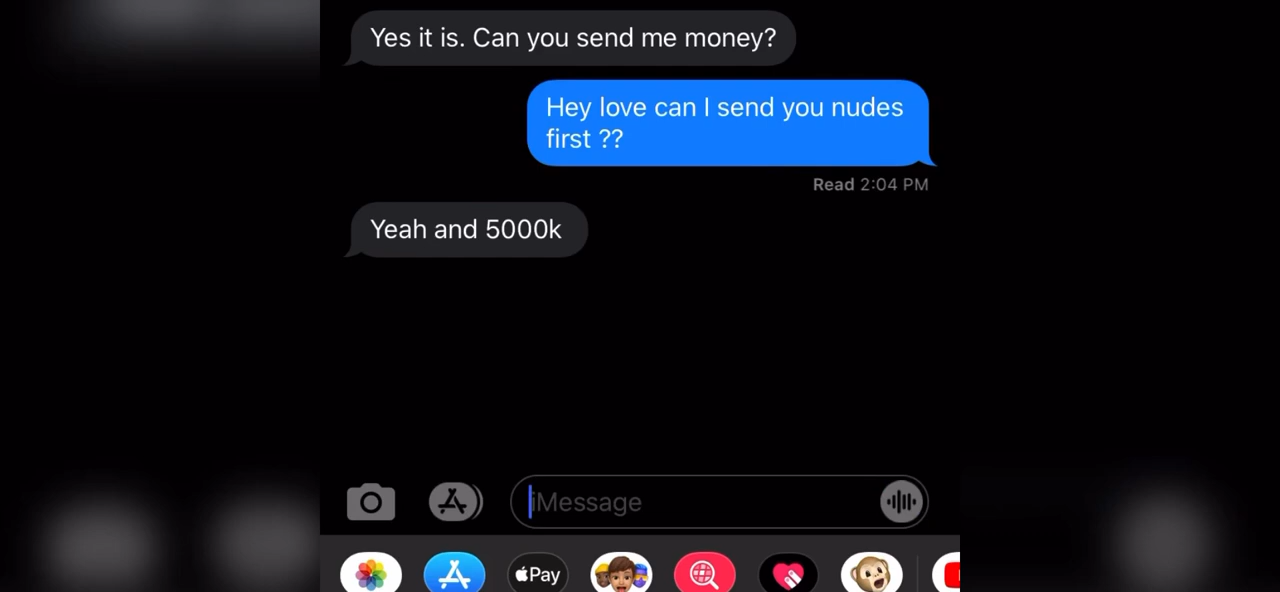 Yes it is. Can you send me money?
Hey love can I send you nudes
first ??
Read 2:04 PM
Yeah and 5000k
iMessage
Pay